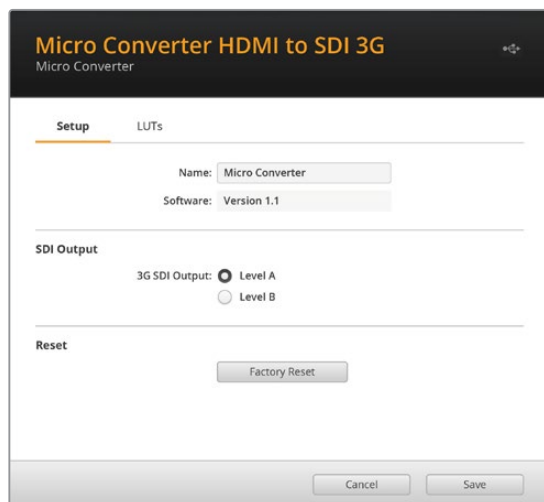 Micro Converter HDMI to SDI 3G
Micro Converter
Setup LUTs
Name: Micro Converter
Software: Version 1.1
SDI Output
3G SDI Output: Level A
Level B
Reset
Factory Reset
Cancel Save